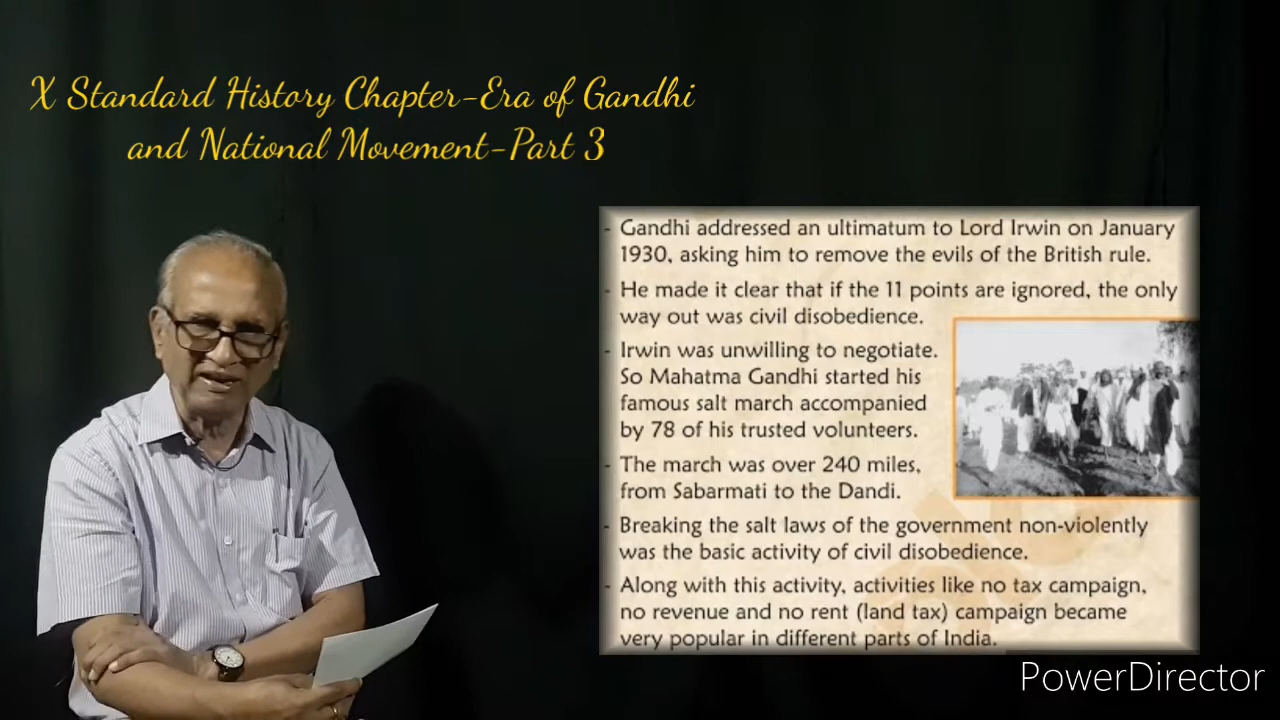 X Standard History Chapter-Era of Gandhi
and National Movement-Part 3
- Gandhi addressed an ultimatum to Lord Irwin on January
1930, asking him to remove the evils of the British rule.
- He made it clear that if the 11 points are ignored, the only
way out was civil disobedience.
- Irwin was unwilling to negotiate.
So Mahatma Gandhi started his
famous salt march accompanied
by 78 of his trusted volunteers.
- The march was over 240 miles,
from Sabarmati to the Dandi.
- Breaking the salt laws of the government non-violently
was the basic activity of civil disobedience.
- Along with this activity, activities like no tax campaign,
no revenue and no rent (land tax) campaign became
very popular in different parts of India.
PowerDirector